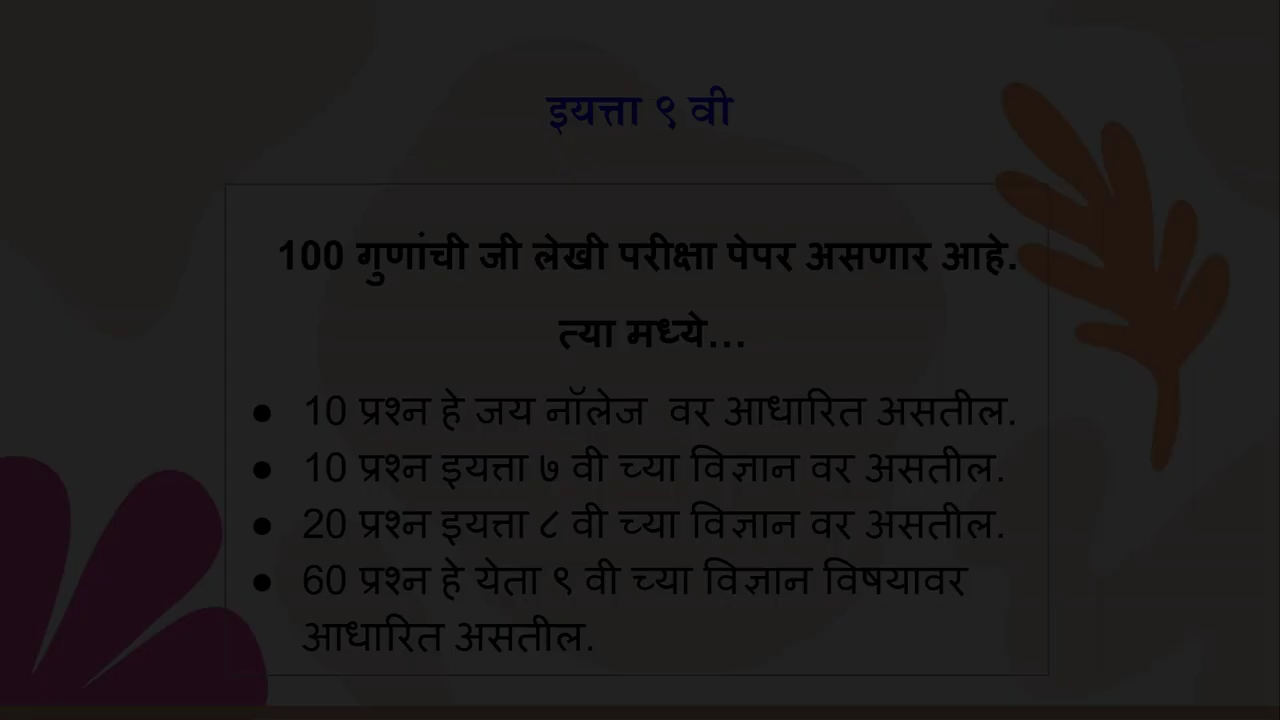 इयत्ता ९ वी
100 गुणांची जी लेखी परीक्षा पेपर असणार आहे.
त्या मध्ये...
● 10 प्रश्न हे जय नॉलेज वर आधारित असतील.
● 10 प्रश्न इयत्ता ७ वी च्या विज्ञान वर असतील.
● 20 प्रश्न इयत्ता ८ वी च्या विज्ञान वर असतील.
● 60 प्रश्न हे येता ९ वी च्या विज्ञान विषयावर
आधारित असतील.